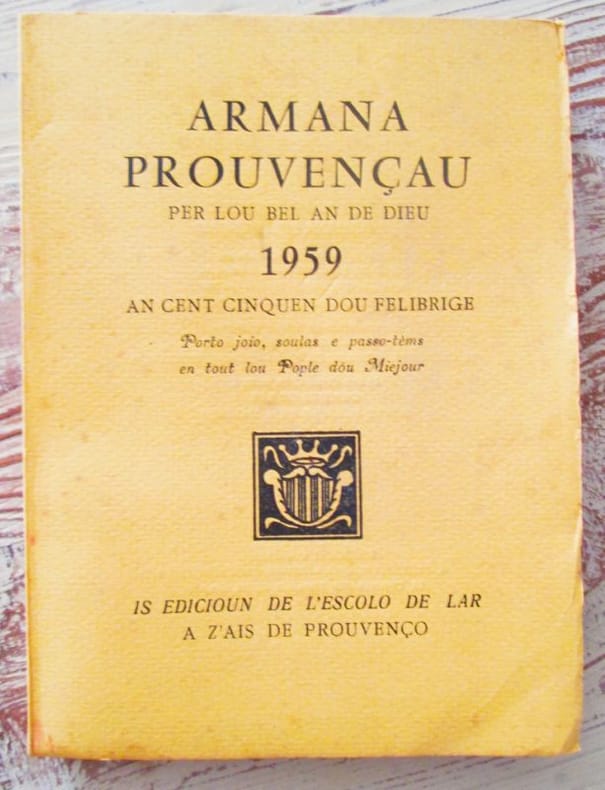 ARMANA
PROUVENÇAU
PER LOU BEL AN DE DIEU
1959
AN CENT CINQUEN DOU FELIBRIGE
Porto joio, soulas e passo-tèms
en tout lou Pople dóu Miejour
IS EDICIOUN DE L'ESCOLO DE LAR
A Z'AIS DE PROUVENÇO